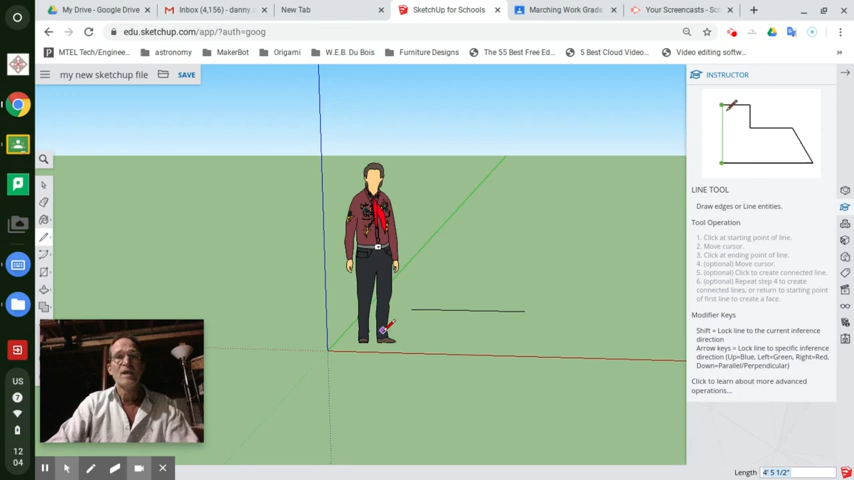 My Drive - Google Drive
Inbox (4,156) - danny c
New Tab
SketchUp for Schools
Marching Work Grade
Your Screencasts - Scr
edu.sketchup.com/app/?auth=goog
MTEL Tech/Enginee...
astronomy
MakerBot
Origami
W.E.B. Du Bois
Furniture Designs
The 55 Best Free Ed...
5 Best Cloud Video...
Video editing softw...
my new sketchup file
SAVE
INSTRUCTOR
LINE TOOL
Draw edges or Line entities.
Tool Operation
1. Click at starting point of line.
2. Move cursor.
3. Click at ending point of line.
4. (optional) Move cursor.
5. (optional) Click to create connected line.
6. (optional) Repeat step 4 to create
connected lines, or return to starting point
of first line to create a face.
Modifier Keys
Shift = Lock line to the current inference
direction
Arrow keys = Lock line to specific inference
direction (Up=Blue, Left=Green, Right=Red,
Down=Parallel/Perpendicular)
Click to learn about more advanced
operations...
US
7
12
04
Length
4' 5 1/2"